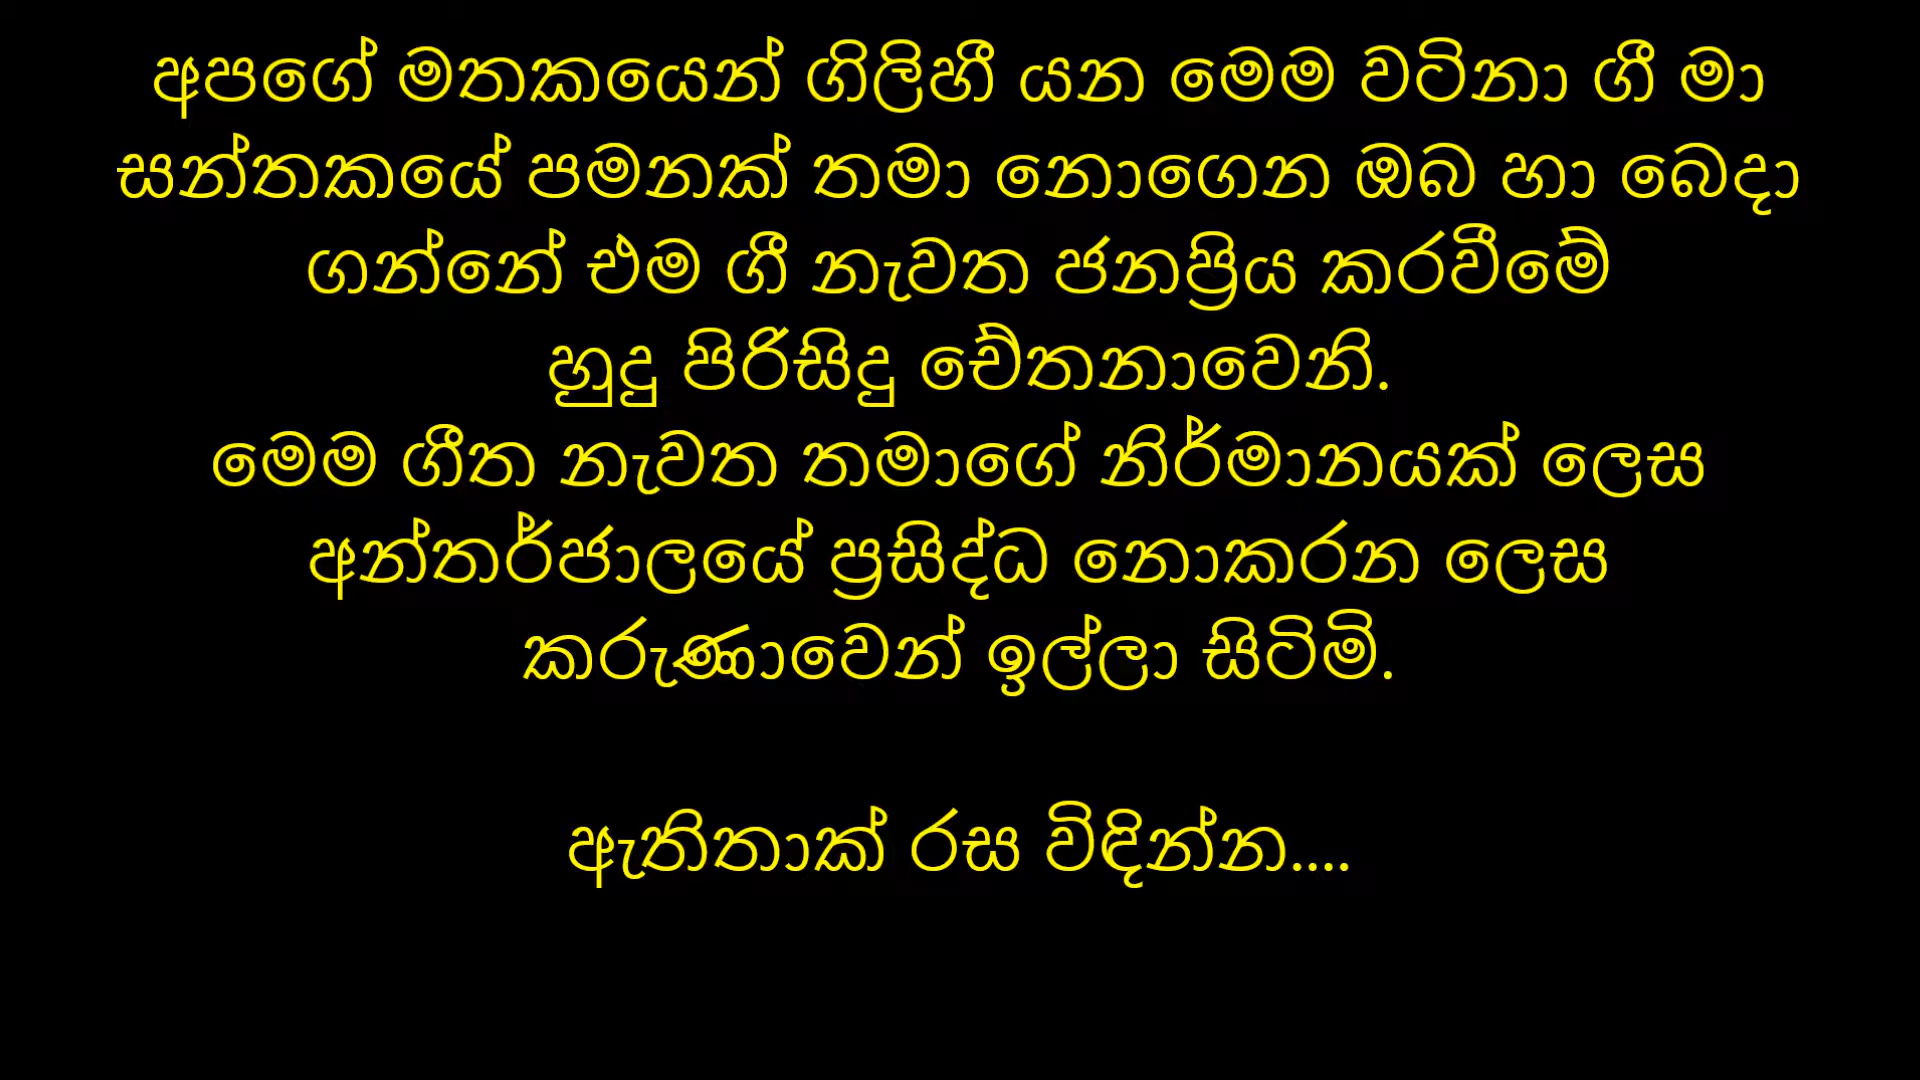 අපගේ මතකයෙන් ගිලිහී යන මෙම වටිනා ගී මා
සන්තකයේ පමනක් තමා නොගෙන ඔබ හා බෙදා
ගන්නේ එම ගී නැවත ජනප්‍රිය කරවීමේ
හුදු පිරිසිදු චේතනාවෙනි.
මෙම ගීත නැවත තමාගේ නිර්මානයක් ලෙස
අන්තර්ජාලයේ ප්‍රසිද්ධ නොකරන ලෙස
කරුණාවෙන් ඉල්ලා සිටිමි.
ඇතිතාක් රස විඳින්න....